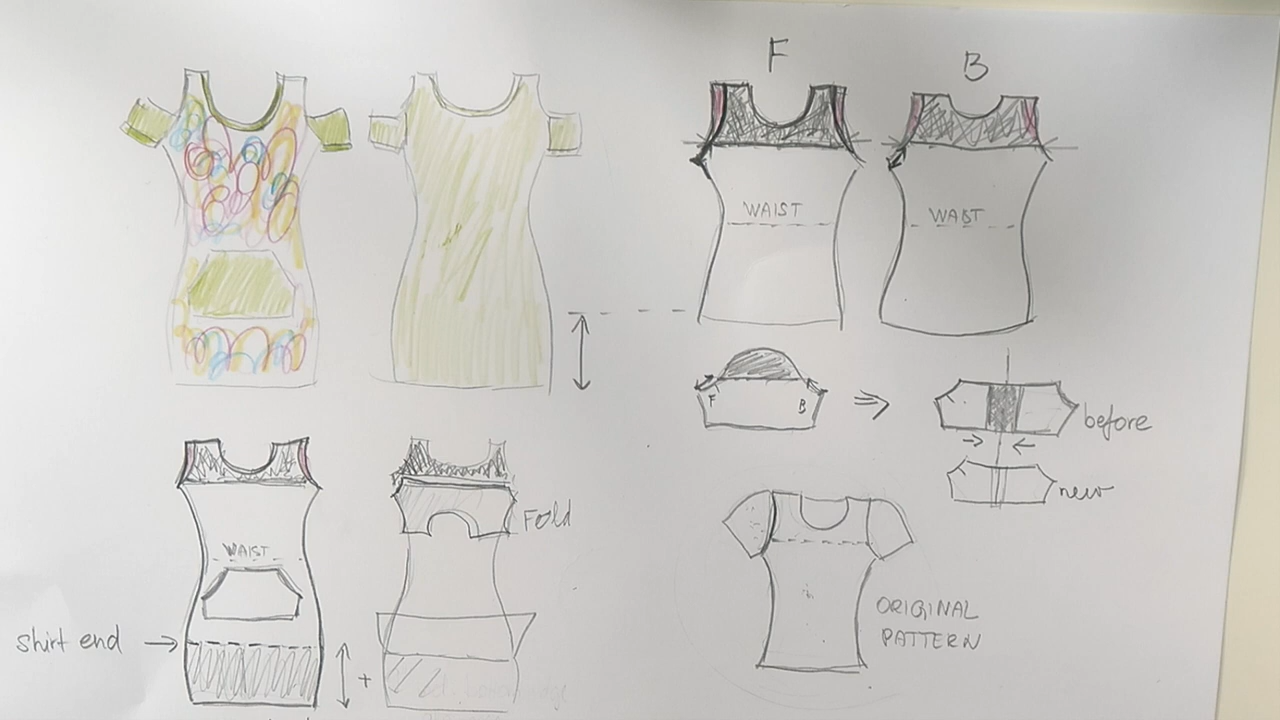 F
B
WAIST
WAIST
F
B
before
new
Fold
WAIST
shirt end
+
ORIGINAL
PATTERN